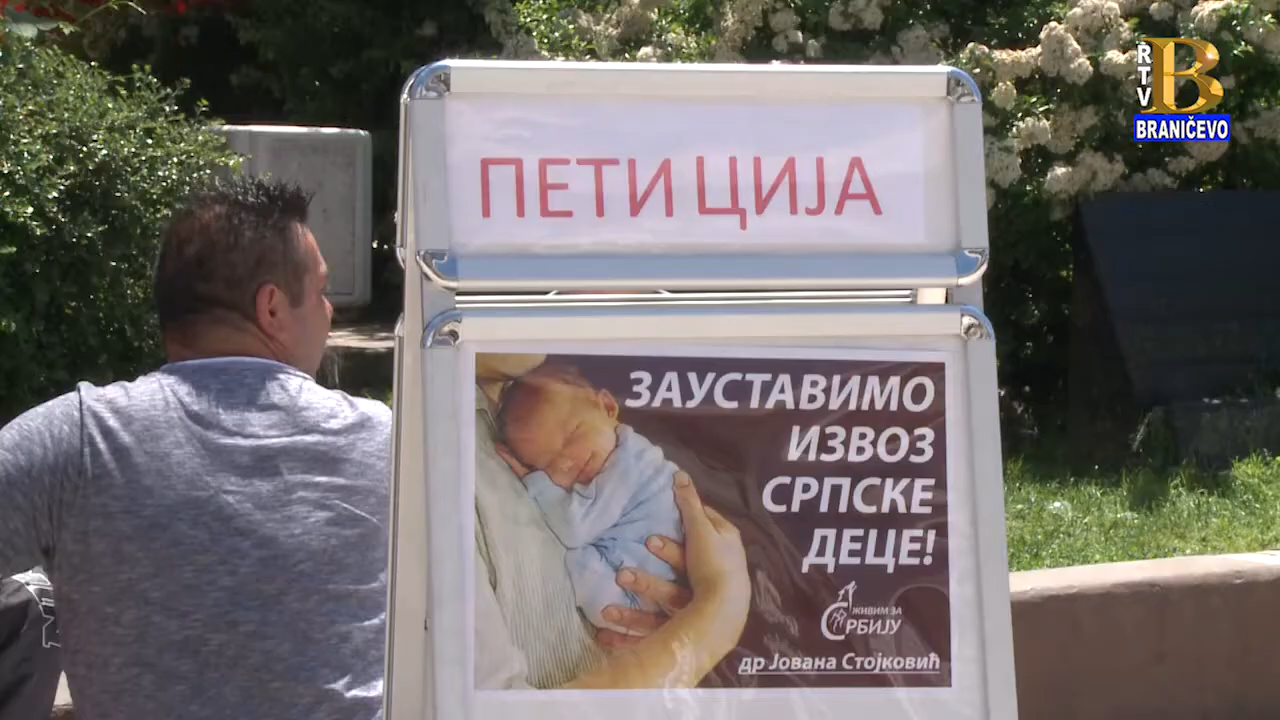 RTV B
BRANIČEVO
ПЕТИЦИЈА
ЗАУСТАВИМО
ИЗВОЗ
СРПСКЕ
ДЕЦЕ!
ЖИВИМ ЗА
СРБИЈУ
др Јована Стојковић